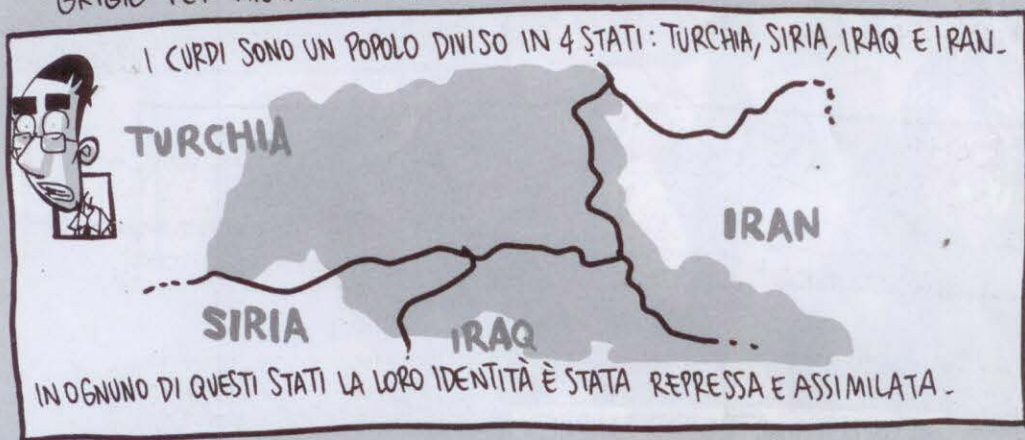 I CURDI SONO UN POPOLO DIVISO IN 4 STATI: TURCHIA, SIRIA, IRAQ E IRAN-
TURCHIA
IRAN
SIRIA
IRAQ
IN OGNUNO DI QUESTI STATI LA LORO IDENTITÀ È STATA REPRESSA E ASSIMILATA-